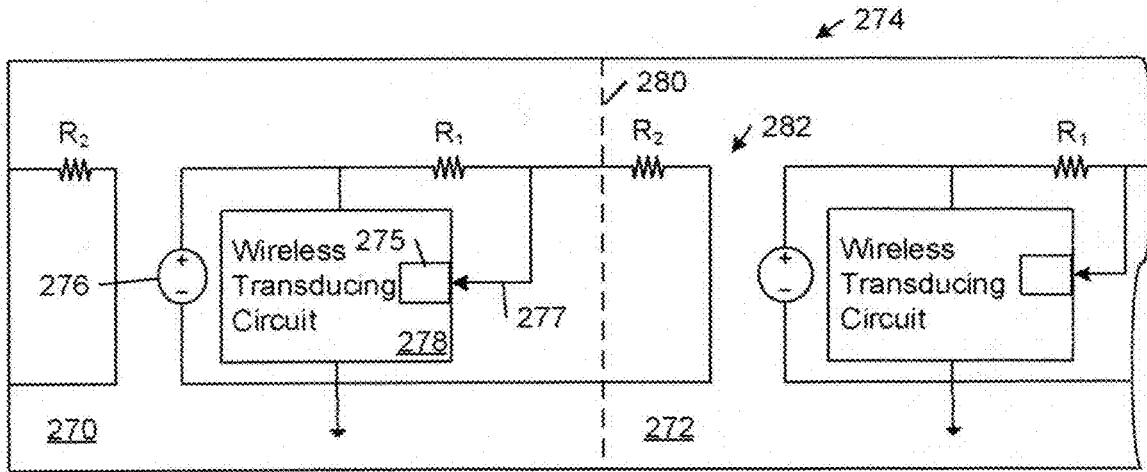 274
280
R₂
R₁
R₂
282
R₁
276
Wireless
Transducing
Circuit
275
277
278
Wireless
Transducing
Circuit
270
272